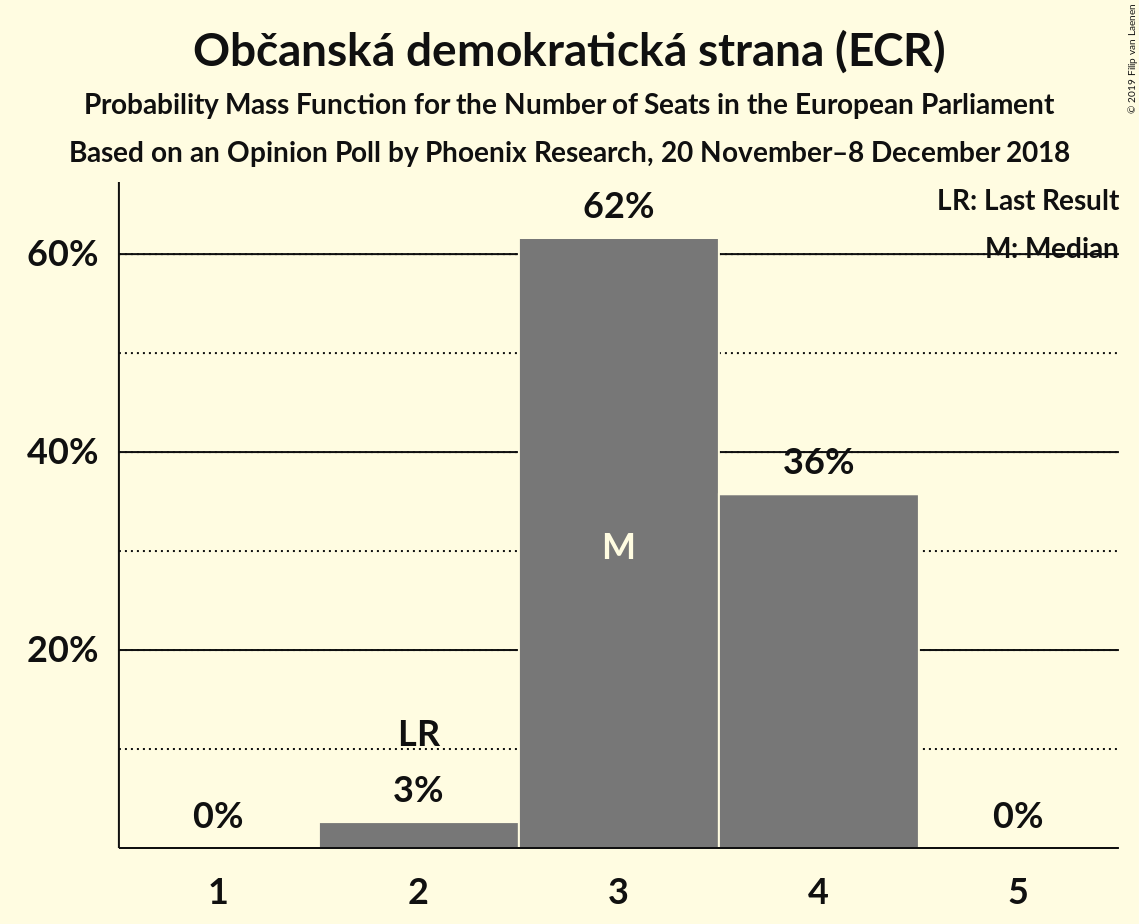 Občanská demokratická strana (ECR)
Probability Mass Function for the Number of Seats in the European Parliament
Based on an Opinion Poll by Phoenix Research, 20 November–8 December 2018
© 2019 Filip van Laenen
LR: Last Result
M: Median
62%
60%
40%
36%
M
20%
LR
3%
0%
0%
1 2 3 4 5